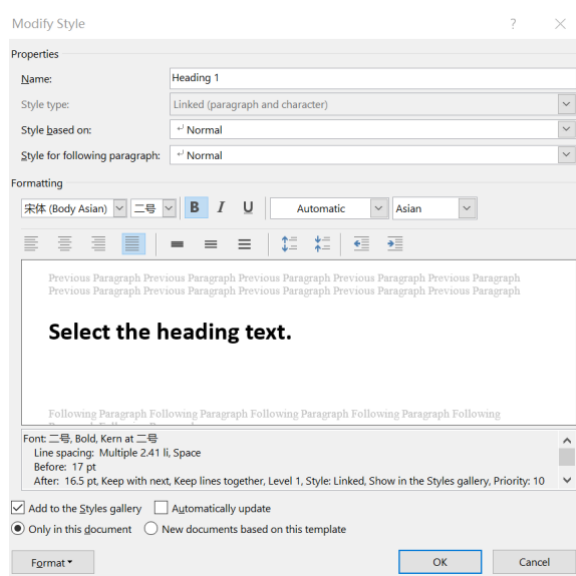 Modify Style ?
Properties
Name: Heading 1
Style type: Linked (paragraph and character)
Style based on: Normal
Style for following paragraph: Normal
Formatting
宋体 (Body Asian) 二号 B I U Automatic Asian
Previous Paragraph Previous Paragraph Previous Paragraph Previous Paragraph Previous Paragraph
Previous Paragraph Previous Paragraph Previous Paragraph Previous Paragraph Previous Paragraph
Select the heading text.
Following Paragraph Following Paragraph Following Paragraph Following Paragraph Following
Font: 二号, Bold, Kern at 二号
Line spacing: Multiple 2.41 li, Space
Before: 17 pt
After: 16.5 pt, Keep with next, Keep lines together, Level 1, Style: Linked, Show in the Styles gallery, Priority: 10
Add to the Styles gallery Automatically update
Only in this document New documents based on this template
Format OK Cancel